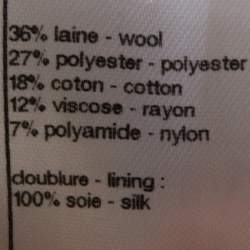 36% laine - wool
27% polyester - polyester
18% coton - cotton
12% viscose - rayon
7% polyamide - nylon
doublure - lining :
100% soie - silk